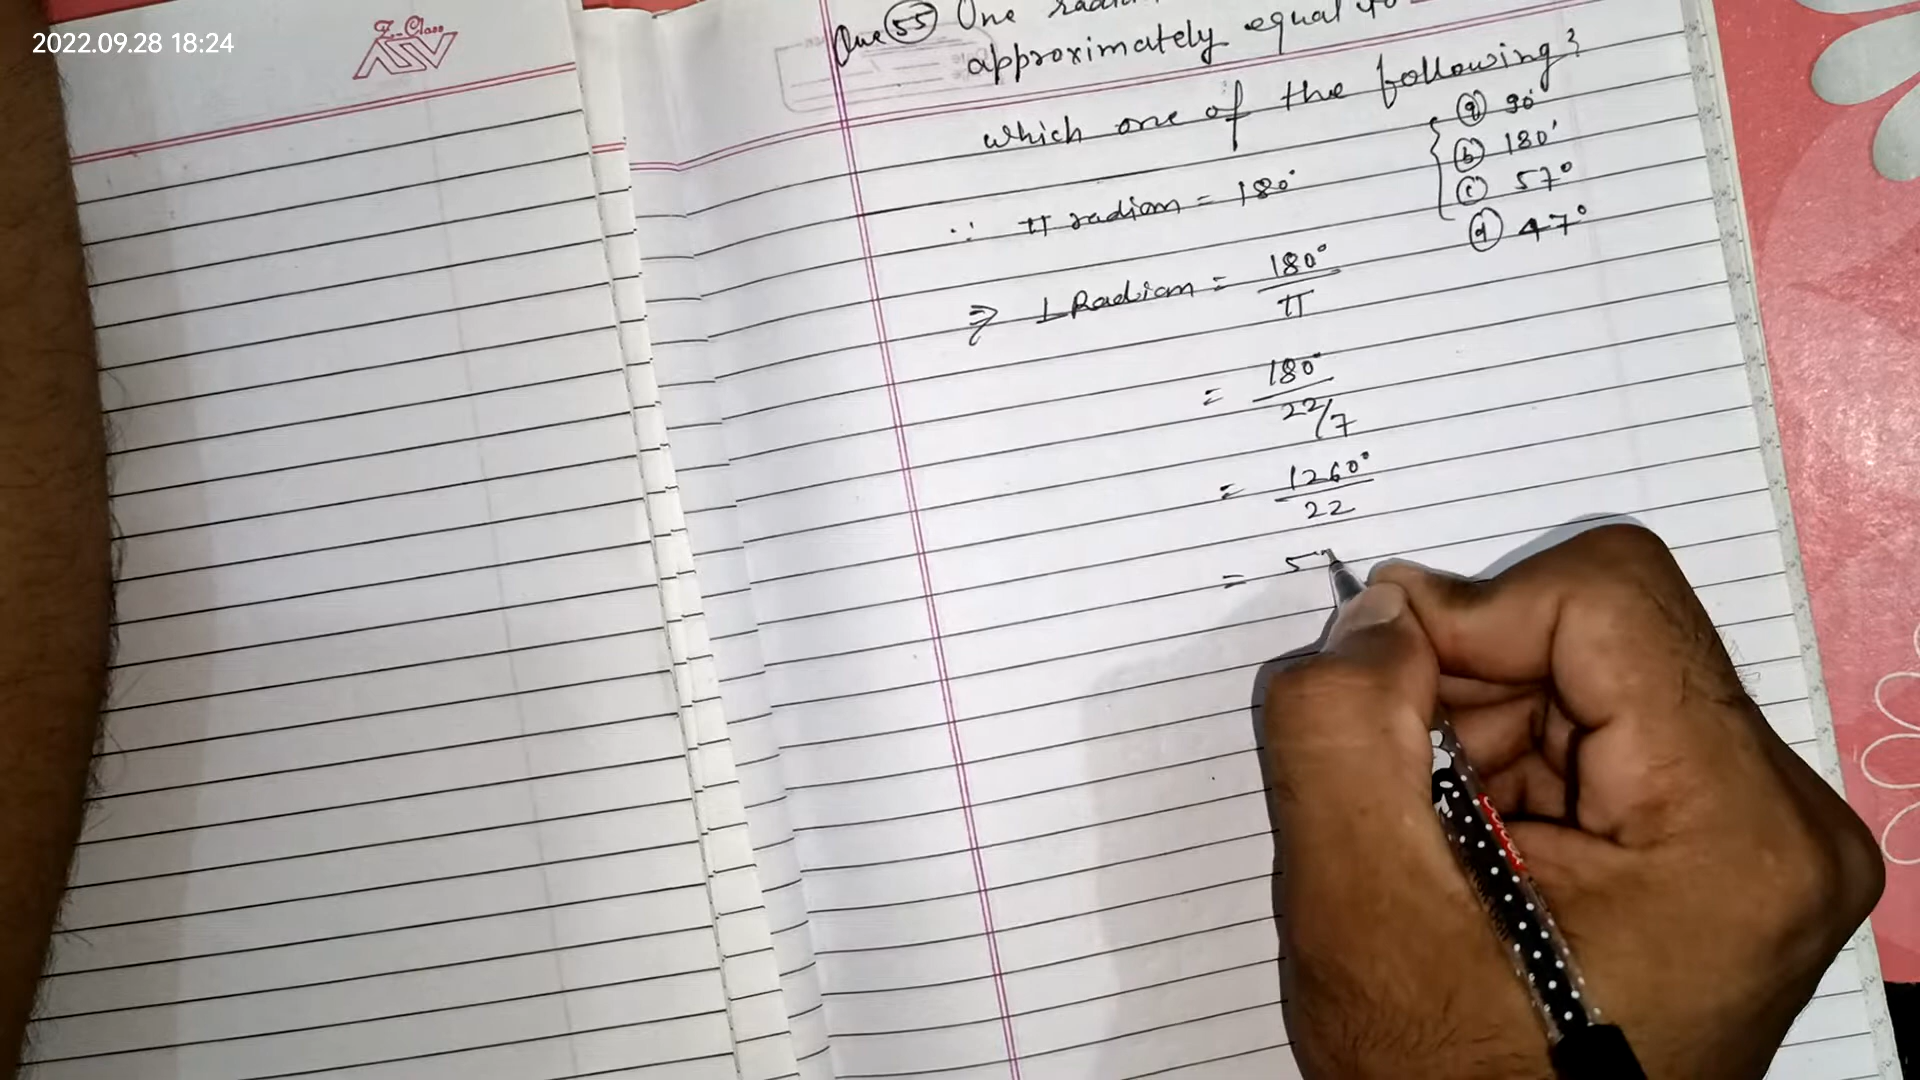 2022.09.28 18:24
Z-Class
Que 55 One
approximately equal to
which one of the following?
(a) 90°
(b) 180°
(c) 57°
(d) 47°
∵ π radian = 180°
⇒ 1 Radian = 180° / π
= 180° / 22/7
= 1260° / 22
= 57